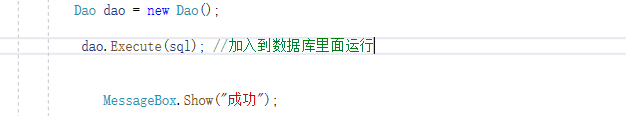 Dao dao = new Dao();
dao.Execute(sql); //加入到数据库里面运行
MessageBox.Show("成功");